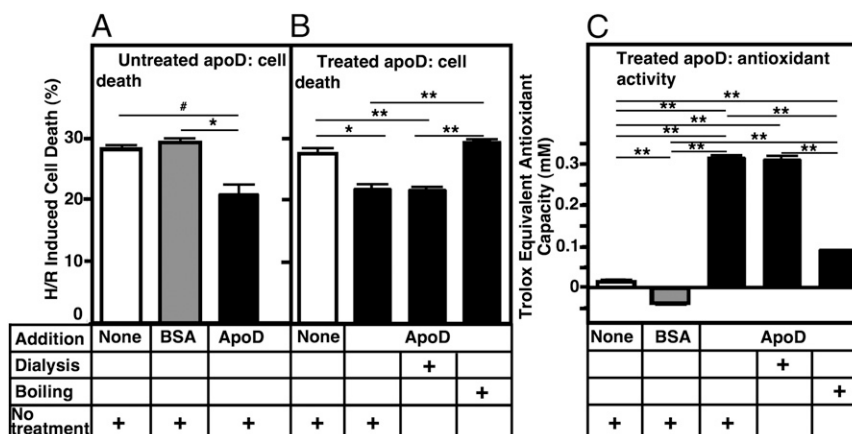 A
B
C
Untreated apoD: cell
death
Treated apoD: cell
death
Treated apoD: antioxidant
activity
H/R Induced Cell Death (%)
30
20
10
0
#
*
**
**
*
**
Trolox Equivalent Antioxidant
Capacity (mM)
0.3
0.2
0.1
0
**
**
**
**
**
**
**
**
**
Addition None BSA ApoD None ApoD None BSA ApoD
Dialysis + +
Boiling + +
No
treatment + + + + + + + +